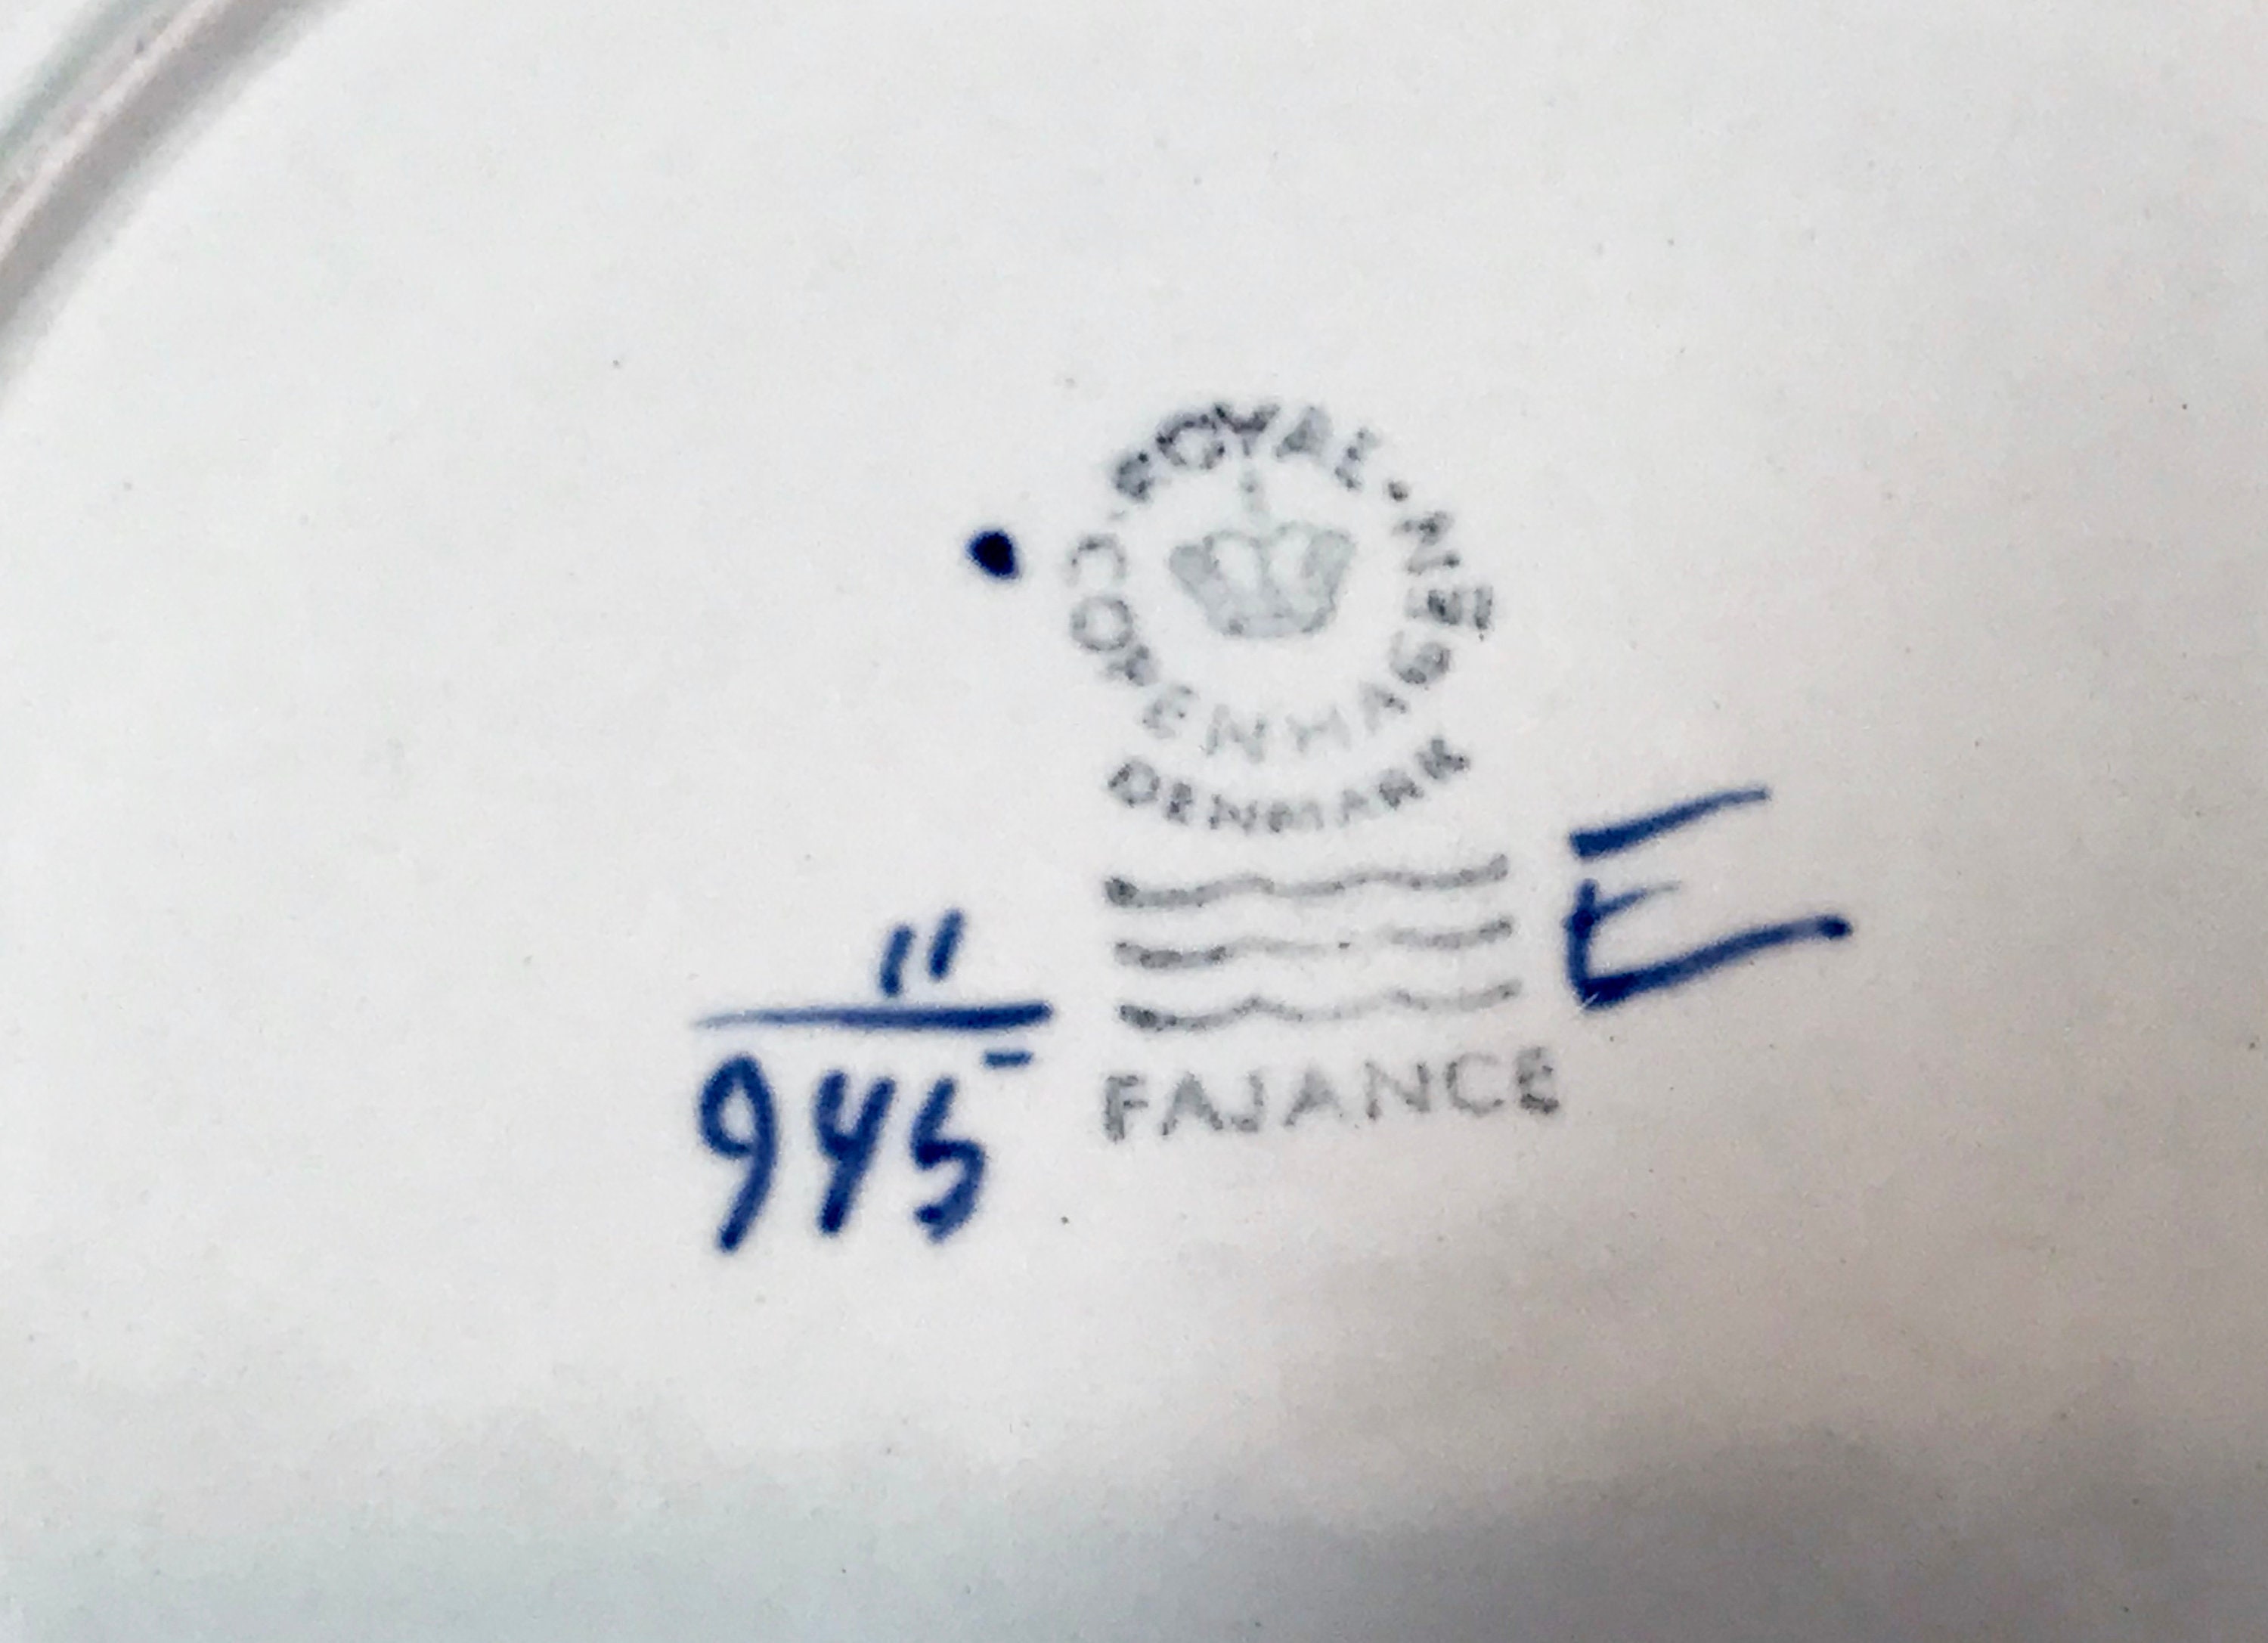 ROYAL
COPENHAGEN
DENMARK
FAJANCE
11
945
E